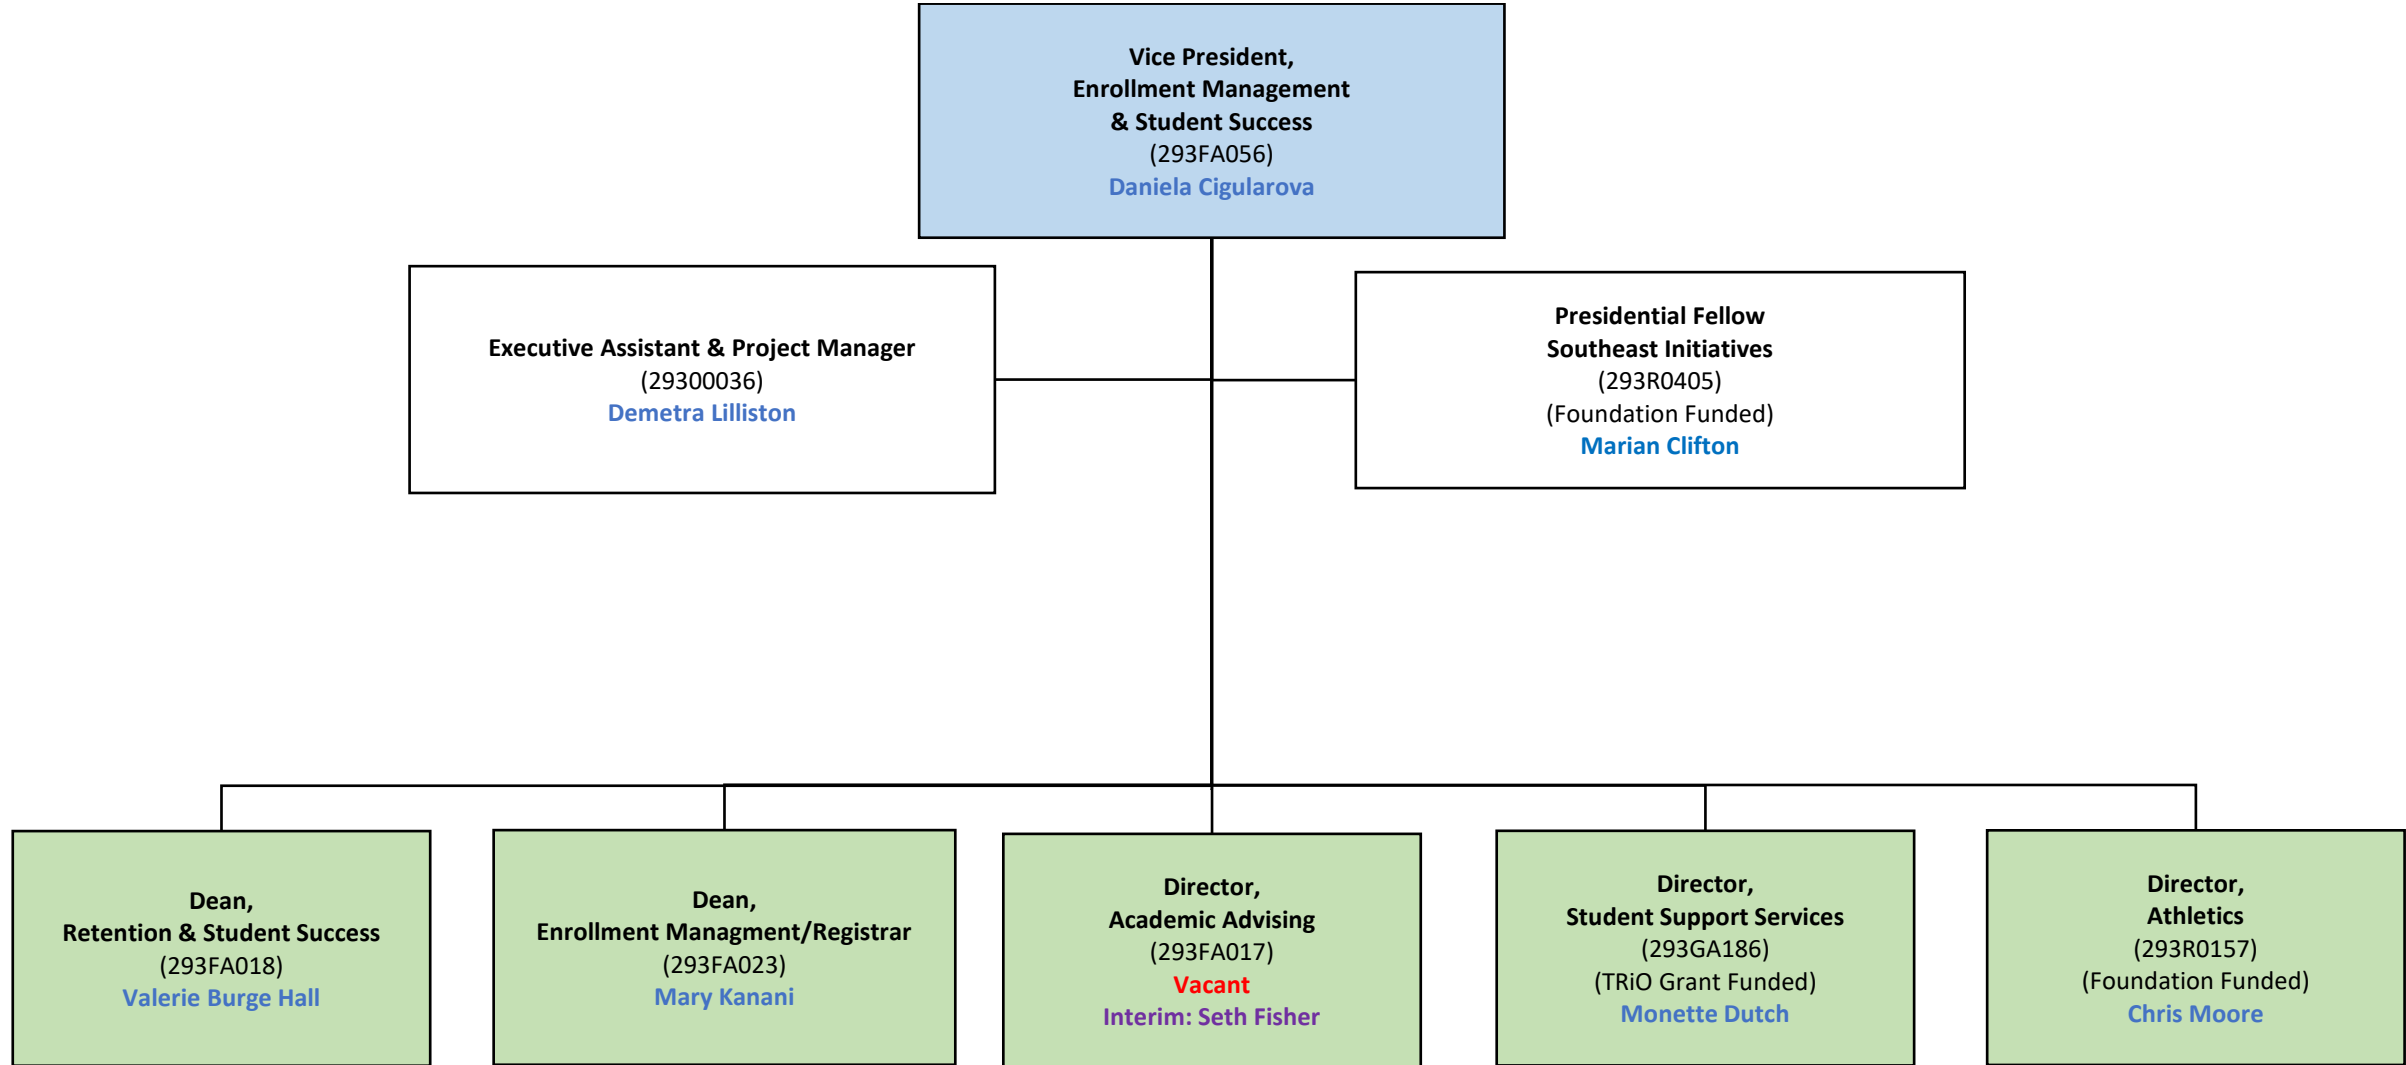 Vice President,
Enrollment Management
& Student Success
(293FA056)
Daniela Cigularova
Executive Assistant & Project Manager
(29300036)
Demetra Lilliston
Presidential Fellow
Southeast Initiatives
(293R0405)
(Foundation Funded)
Marian Clifton
Dean,
Retention & Student Success
(293FA018)
Valerie Burge Hall
Dean,
Enrollment Managment/Registrar
(293FA023)
Mary Kanani
Director,
Academic Advising
(293FA017)
Vacant
Interim: Seth Fisher
Director,
Student Support Services
(293GA186)
(TRiO Grant Funded)
Monette Dutch
Director,
Athletics
(293R0157)
(Foundation Funded)
Chris Moore